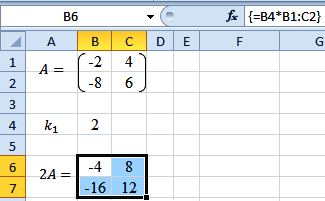 B6 fx {=B4*B1:C2}
A B C D E F G
1 A = -2 4
2 -8 6
3
4 k1 2
5
6 2A = -4 8
7 -16 12